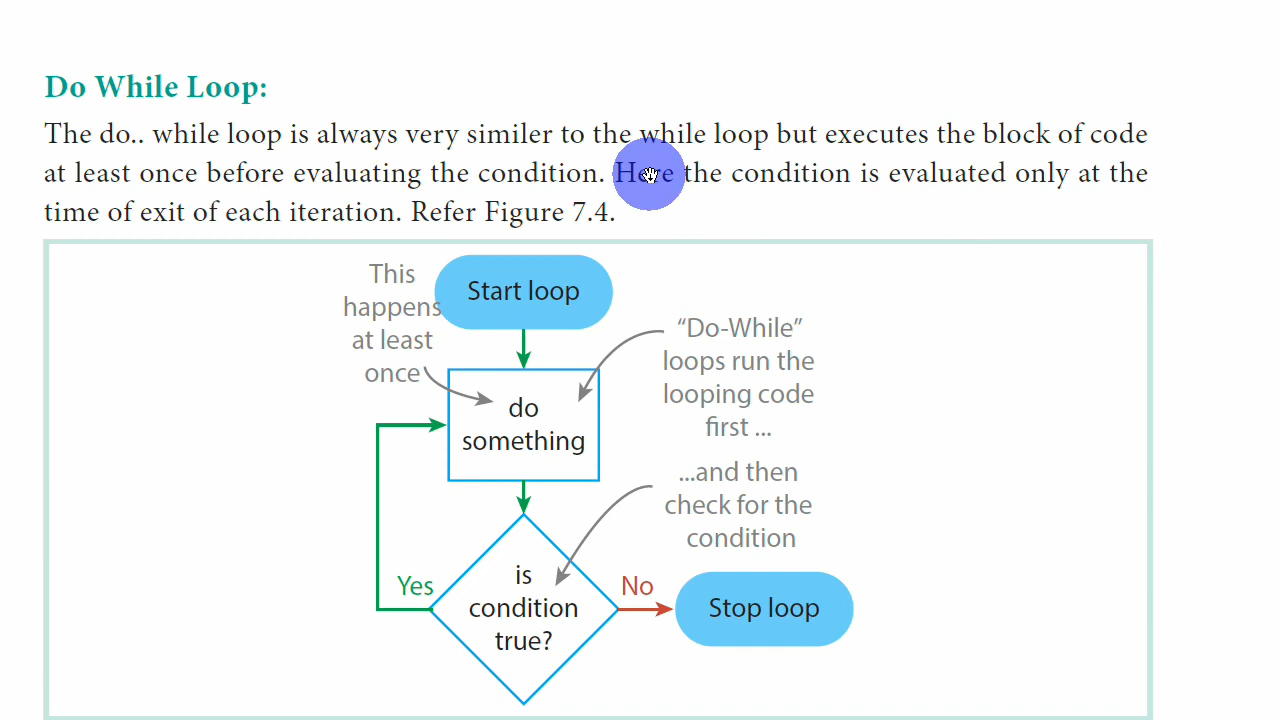 Do While Loop:
The do.. while loop is always very similer to the while loop but executes the block of code
at least once before evaluating the condition. Here the condition is evaluated only at the
time of exit of each iteration. Refer Figure 7.4.
This
happens
at least
once
Start loop
"Do-While"
loops run the
looping code
first ...
do
something
...and then
check for the
condition
is
condition
true?
Yes
No
Stop loop